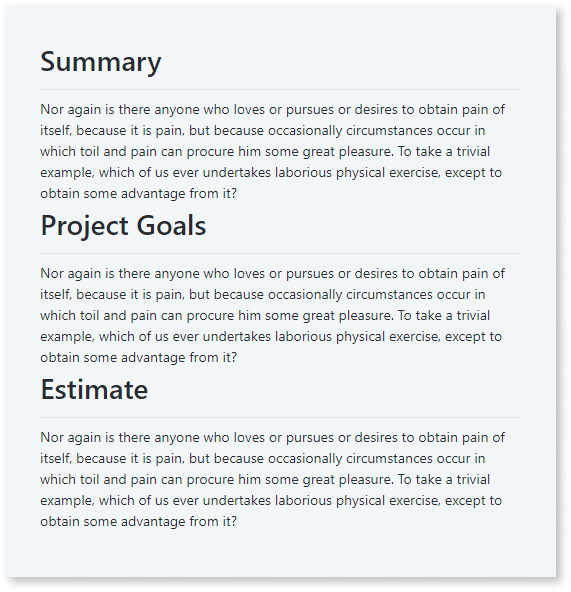 Summary
Nor again is there anyone who loves or pursues or desires to obtain pain of
itself, because it is pain, but because occasionally circumstances occur in
which toil and pain can procure him some great pleasure. To take a trivial
example, which of us ever undertakes laborious physical exercise, except to
obtain some advantage from it?
Project Goals
Nor again is there anyone who loves or pursues or desires to obtain pain of
itself, because it is pain, but because occasionally circumstances occur in
which toil and pain can procure him some great pleasure. To take a trivial
example, which of us ever undertakes laborious physical exercise, except to
obtain some advantage from it?
Estimate
Nor again is there anyone who loves or pursues or desires to obtain pain of
itself, because it is pain, but because occasionally circumstances occur in
which toil and pain can procure him some great pleasure. To take a trivial
example, which of us ever undertakes laborious physical exercise, except to
obtain some advantage from it?